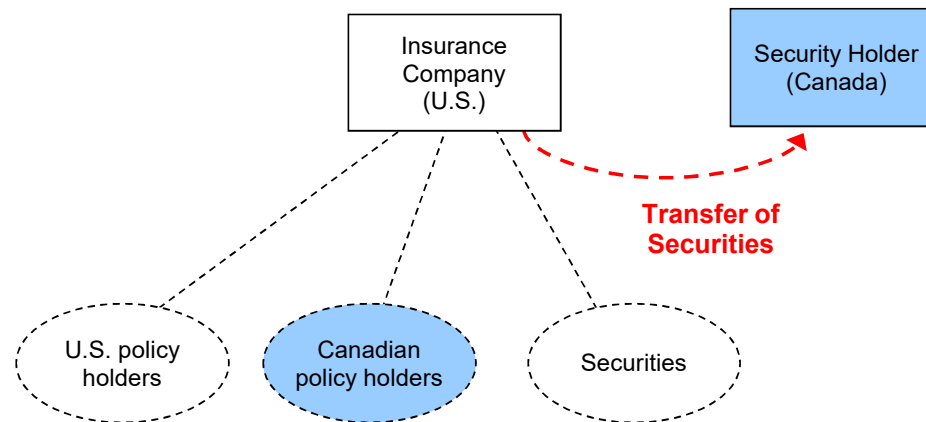 Insurance
Company
(U.S.)
Security Holder
(Canada)
Transfer of
Securities
U.S. policy
holders
Canadian
policy holders
Securities